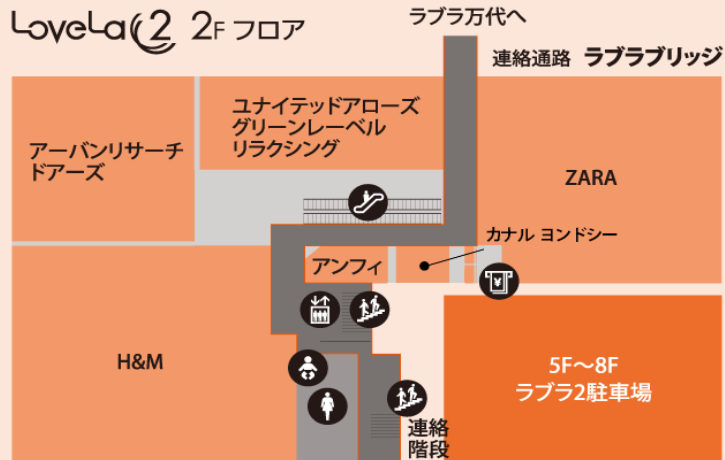 LoveLa 2 2F フロア
ラブラ万代へ
連絡通路 ラブラブリッジ
ユナイテッドアローズ
グリーンレーベル
リラクシング
アーバンリサーチ
ドアーズ
ZARA
カナル ヨンドシー
アンフィ
¥
H&M
5F～8F
ラブラ2駐車場
連絡
階段